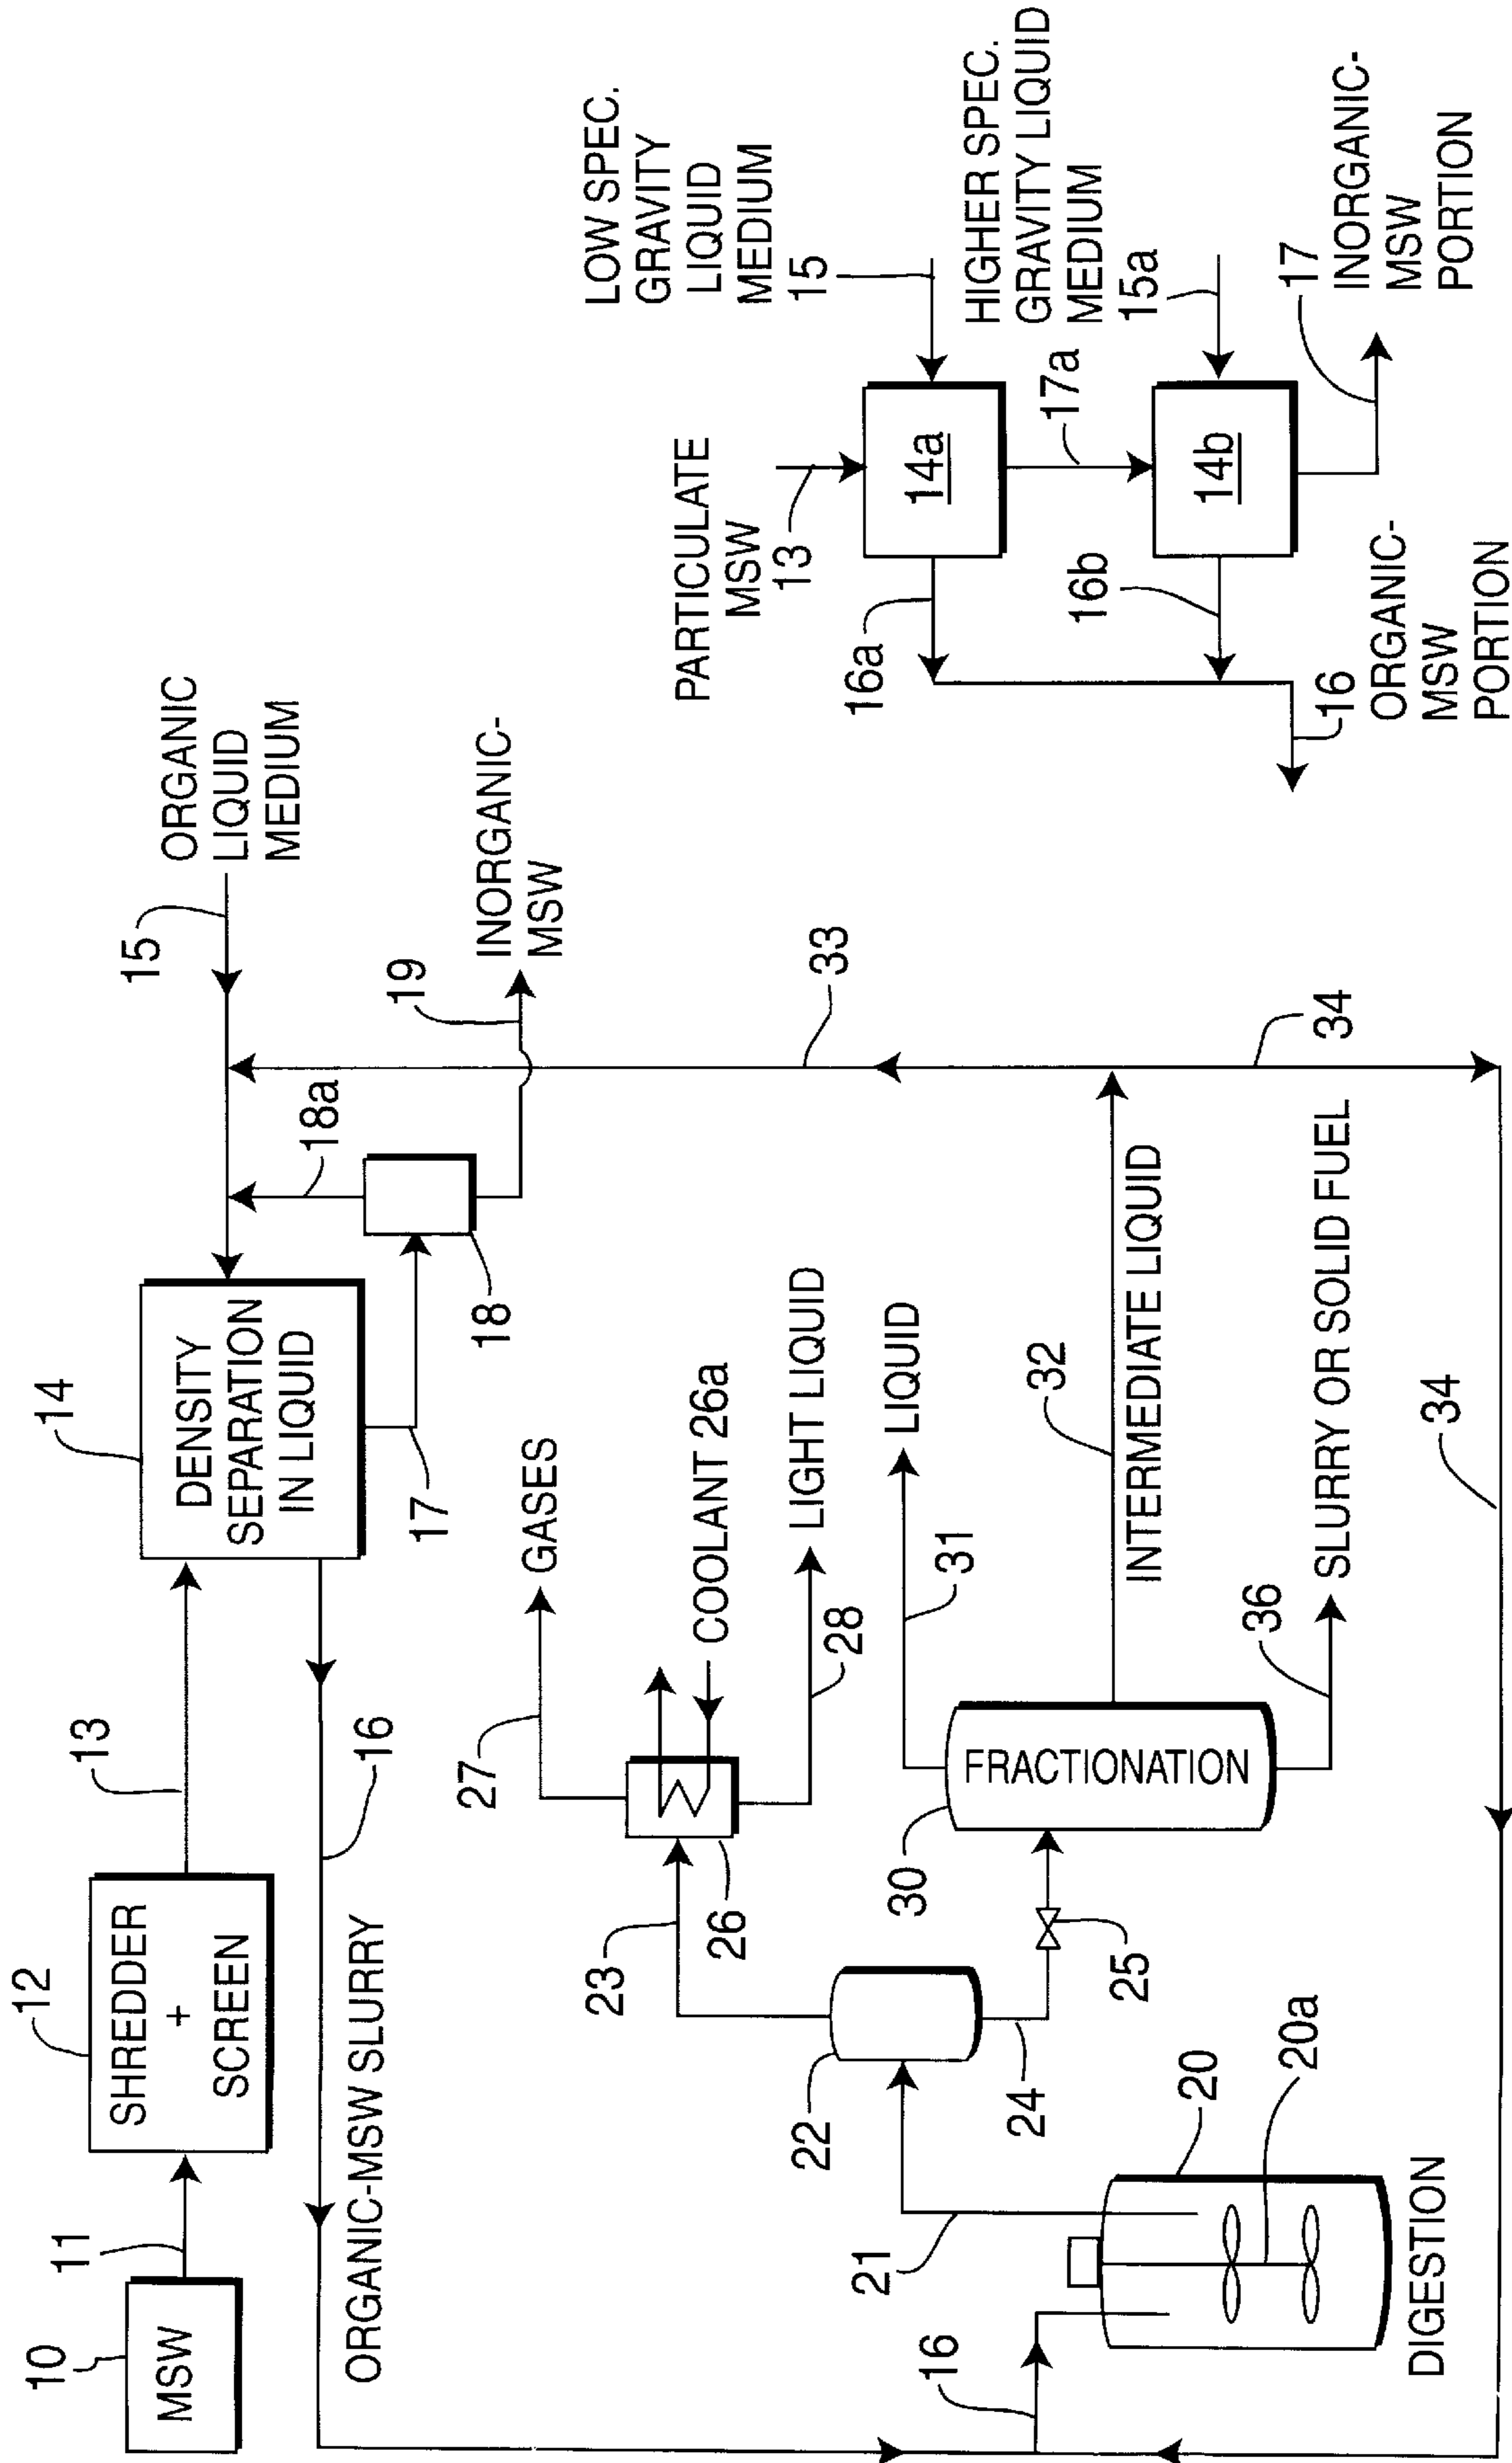 10
MSW
11
12
SHREDDER
+
SCREEN
13
14
DENSITY
SEPARATION
IN LIQUID
15
ORGANIC
LIQUID
MEDIUM
16
ORGANIC-MSW SLURRY
17
18
18a
19
INORGANIC-
MSW
16
20
20a
DIGESTION
21
22
23
24
25
26
COOLANT 26a
27
GASES
28
LIGHT LIQUID
30
FRACTIONATION
31
LIQUID
32
INTERMEDIATE LIQUID
33
34
34
36
SLURRY OR SOLID FUEL
PARTICULATE
MSW
13
LOW SPEC.
GRAVITY
LIQUID
MEDIUM
15
14a
16a
17a
HIGHER SPEC.
GRAVITY LIQUID
MEDIUM
15a
14b
16b
16
ORGANIC-
MSW
PORTION
17
INORGANIC-
MSW
PORTION